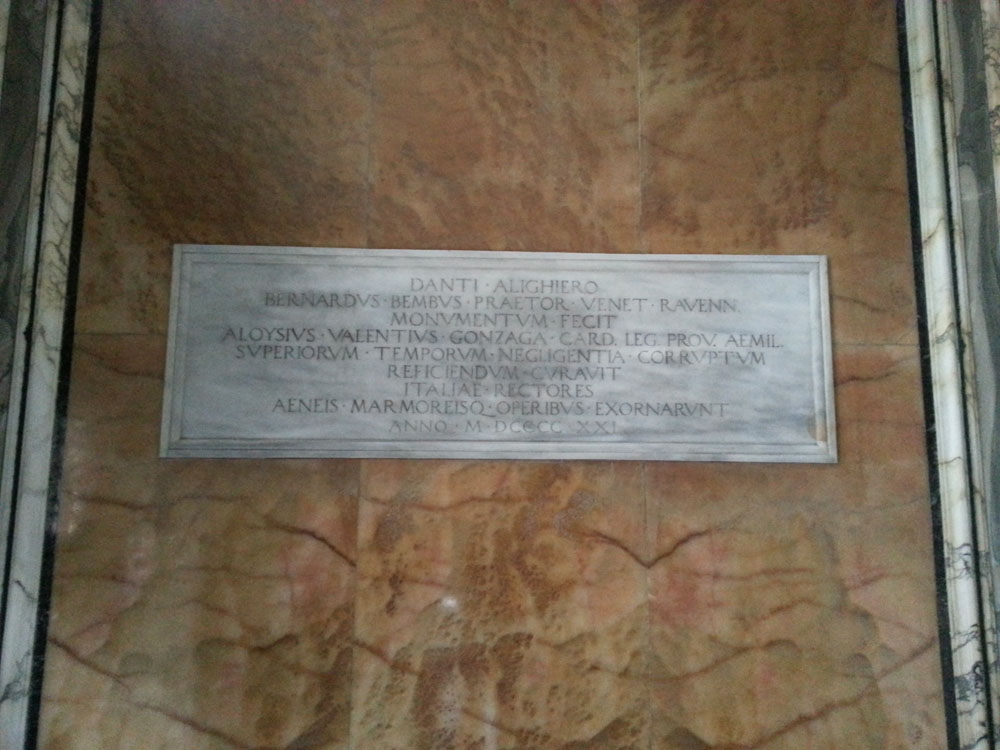 DANTI · ALIGHIERO
BERNARDVS · BEMBVS · PRAETOR · VENET · RAVENN.
MONVMENTVM · FECIT
ALOYSIVS · VALENTIVS · GONZAGA · CARD. LEG. PROV. AEMIL.
SVPERIORVM · TEMPORVM · NEGLIGENTIA · CORRVPTVM
REFICIENDVM · CVRAVIT
ITALIAE · RECTORES
AENEIS · MARMOREISQ · OPERIBVS · EXORNARVNT
ANNO · M · DCCCC · XXI